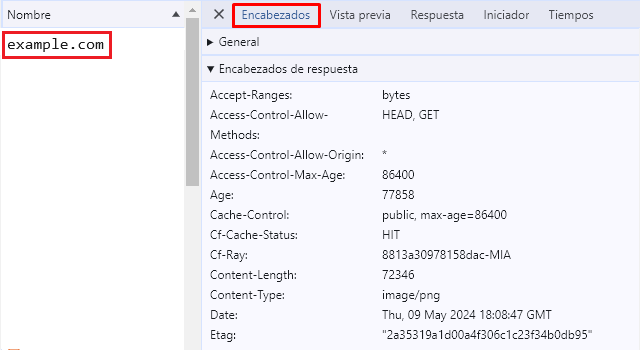 Nombre
example.com
Encabezados Vista previa Respuesta Iniciador Tiempos
General
Encabezados de respuesta
Accept-Ranges: bytes
Access-Control-Allow-Methods: HEAD, GET
Access-Control-Allow-Origin: *
Access-Control-Max-Age: 86400
Age: 77858
Cache-Control: public, max-age=86400
Cf-Cache-Status: HIT
Cf-Ray: 8813a30978158dac-MIA
Content-Length: 72346
Content-Type: image/png
Date: Thu, 09 May 2024 18:08:47 GMT
Etag: "2a35319a1d00a4f306c1c23f34b0db95"